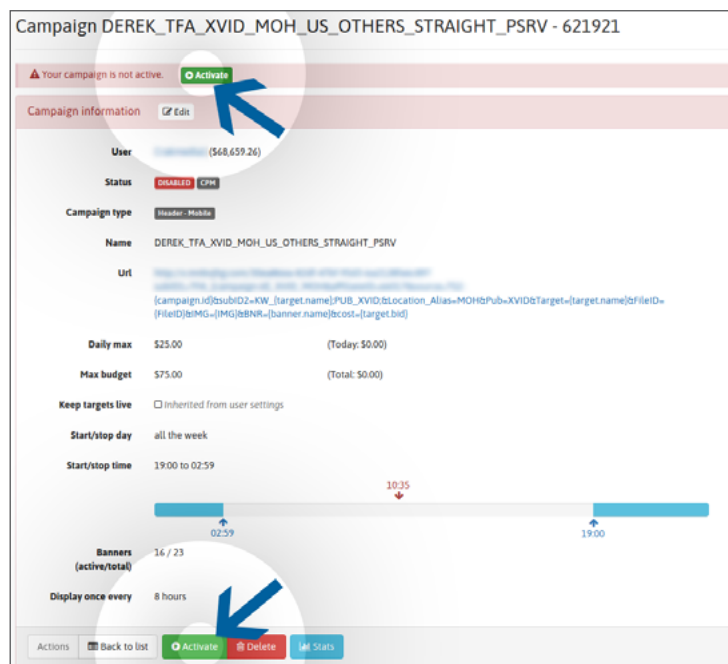 Campaign DEREK_TFA_XVID_MOH_US_OTHERS_STRAIGHT_PSRV - 621921
Your campaign is not active. Activate
Campaign information Edit
User ($68,659.26)
Status DISABLED CPM
Campaign type Header - Mobile
Name DEREK_TFA_XVID_MOH_US_OTHERS_STRAIGHT_PSRV
Url
{campaign.id}&subID2=KW_{target.name};PUB_XVID;&Location_Alias=MOH&Pub=XVID&Target={target.name}&FileID=
{FileID}&IMG={IMG}&BNR={banner.name}&cost={target.bid}
Daily max $25.00 (Today: $0.00)
Max budget $75.00 (Total: $0.00)
Keep targets live Inherited from user settings
Start/stop day all the week
Start/stop time 19:00 to 02:59
10:35
02:59 19:00
Banners 16 / 23
(active/total)
Display once every 8 hours
Actions Back to list Activate Delete Stats